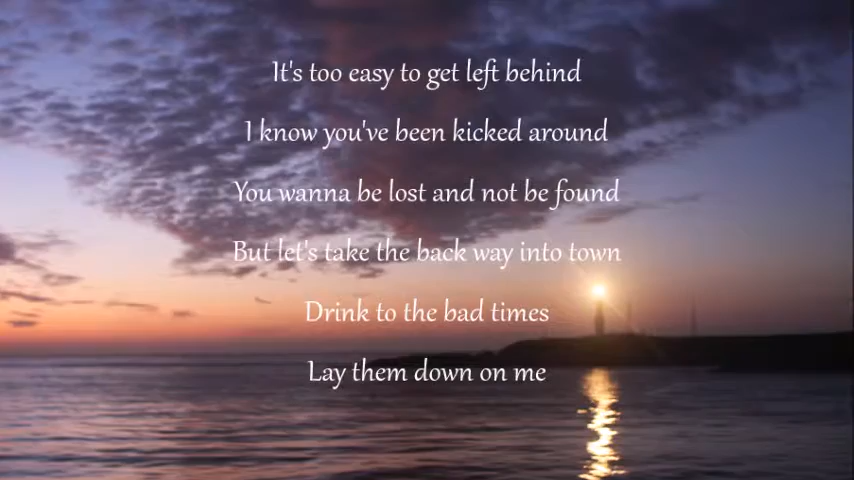 It's too easy to get left behind
I know you've been kicked around
You wanna be lost and not be found
But let's take the back way into town
Drink to the bad times
Lay them down on me